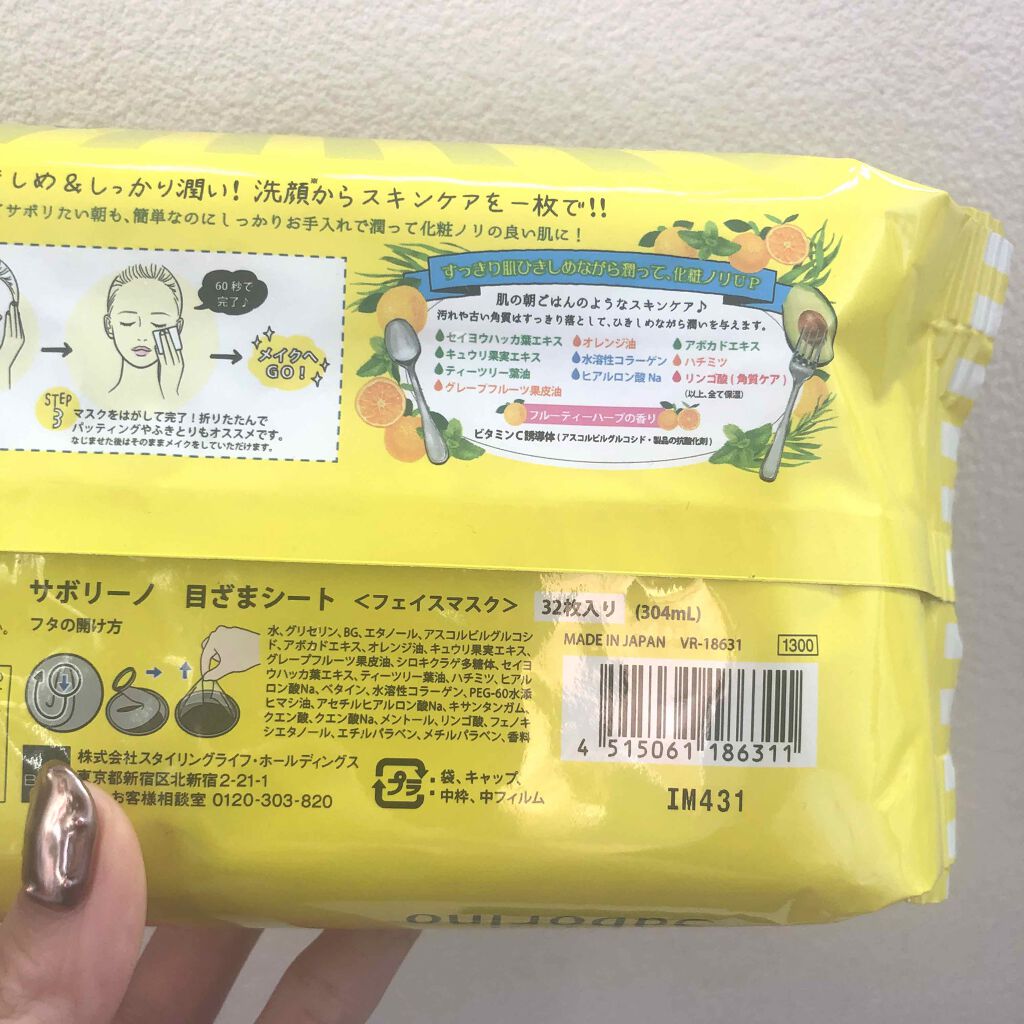 しめ&しっかり潤い! 洗顔※からスキンケアを一枚で!!
サボリたい朝も、簡単なのにしっかりお手入れで潤って化粧ノリの良い肌に!
60秒で
完了♪
メイクへ
GO!
STEP
3
マスクをはがして完了!折りたたんで
パッティングやふきとりもオススメです。
なじませた後はそのままメイクをしていただけます。
すっきり肌ひきしめながら潤って、化粧ノリUP
肌の朝ごはんのようなスキンケア♪
汚れや古い角質はすっきり落として、ひきしめながら潤いを与えます。
セイヨウハッカ葉エキス オレンジ油 アボカドエキス
キュウリ果実エキス 水溶性コラーゲン ハチミツ
ティーツリー葉油 ヒアルロン酸Na リンゴ酸(角質ケア)
グレープフルーツ果皮油 (以上、全て保湿)
フルーティーハーブの香り
ビタミンC誘導体(アスコルビルグルコシド・製品の抗酸化剤)
サボリーノ 目ざまシート <フェイスマスク> 32枚入り (304mL)
フタの開け方
水、グリセリン、BG、エタノール、アスコルビルグルコシ
ド、アボカドエキス、オレンジ油、キュウリ果実エキス、
グレープフルーツ果皮油、シロキクラゲ多糖体、セイヨ
ウハッカ葉エキス、ティーツリー葉油、ハチミツ、ヒアル
ロン酸Na、ベタイン、水溶性コラーゲン、PEG-60水添
ヒマシ油、アセチルヒアルロン酸Na、キサンタンガム、
クエン酸、クエン酸Na、メントール、リンゴ酸、フェノキ
シエタノール、エチルパラベン、メチルパラベン、香料
MADE IN JAPAN VR-18631 1300
4 515061 186311
IM431
株式会社スタイリングライフ・ホールディングス
東京都新宿区北新宿2-21-1
お客様相談室 0120-303-820
プラ
:袋、キャップ、
:中枠、中フィルム
saborino